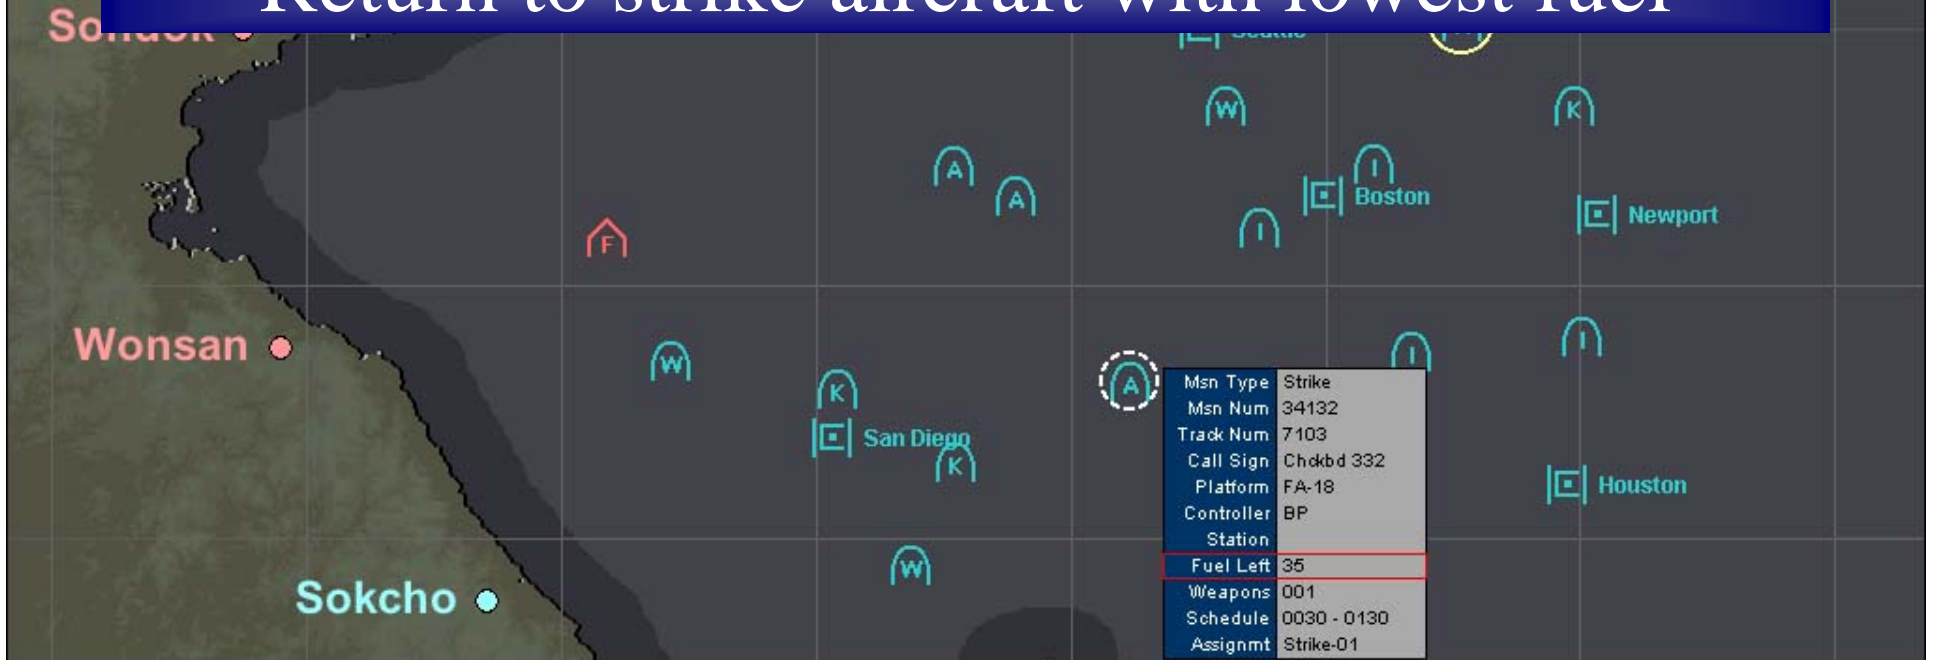 Return to strike aircraft with lowest fuel
Sondok
Seattle
W
K
A
A
I
Boston
Newport
I
F
Wonsan
W
K
San Diego
K
A
I
I
Houston
Msn Type Strike
Msn Num 34132
Track Num 7103
Call Sign Chckbd 332
Platform FA-18
Controller BP
Station
Fuel Left 35
Weapons 001
Schedule 0030 - 0130
Assignmt Strike-01
W
Sokcho